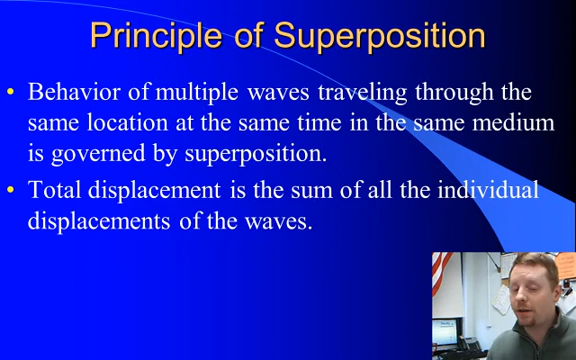 Principle of Superposition
• Behavior of multiple waves traveling through the
same location at the same time in the same medium
is governed by superposition.
• Total displacement is the sum of all the individual
displacements of the waves.